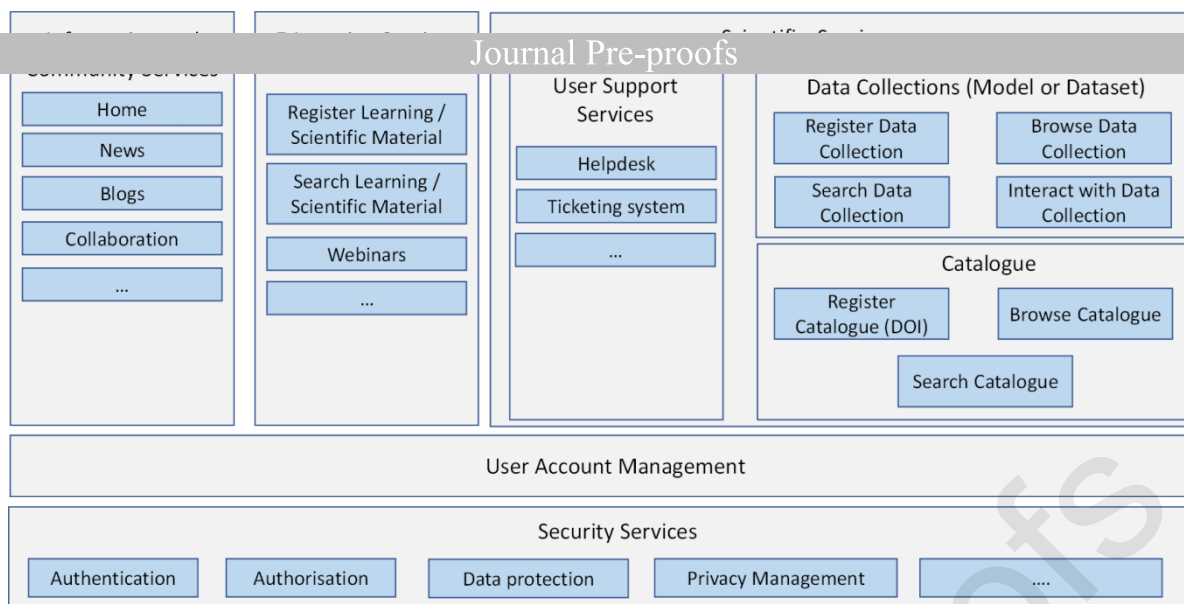 Journal Pre-proofs
Community Services
Home
News
Blogs
Collaboration
...
Register Learning /
Scientific Material
Search Learning /
Scientific Material
Webinars
...
User Support
Services
Helpdesk
Ticketing system
...
Data Collections (Model or Dataset)
Register Data
Collection
Browse Data
Collection
Search Data
Collection
Interact with Data
Collection
Catalogue
Register
Catalogue (DOI)
Browse Catalogue
Search Catalogue
User Account Management
Security Services
Authentication
Authorisation
Data protection
Privacy Management
....